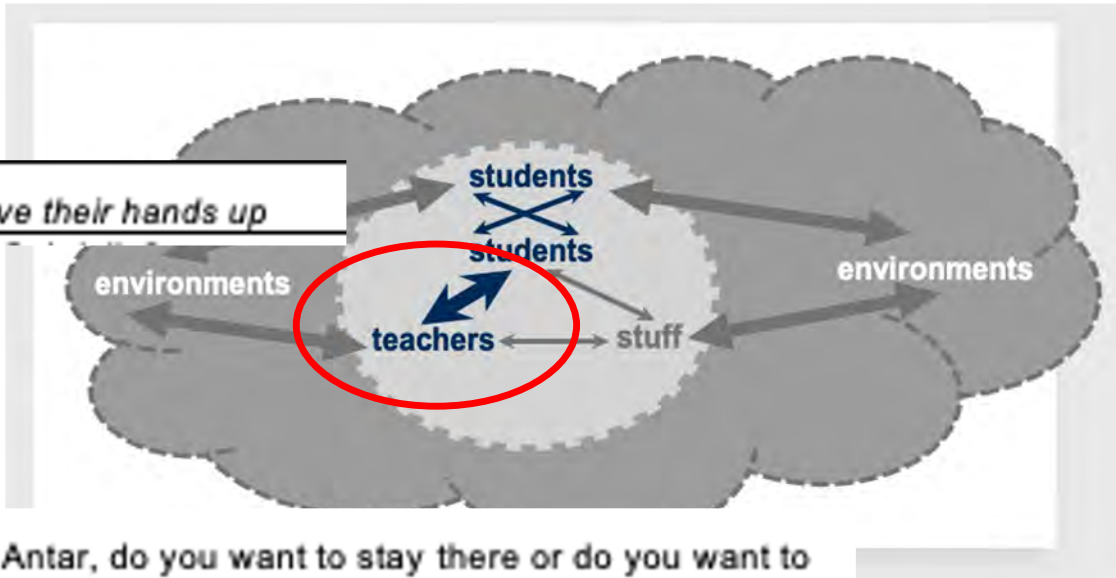 students
ve their hands up
students
environments
environments
teachers
stuff
Antar, do you want to stay there or do you want to